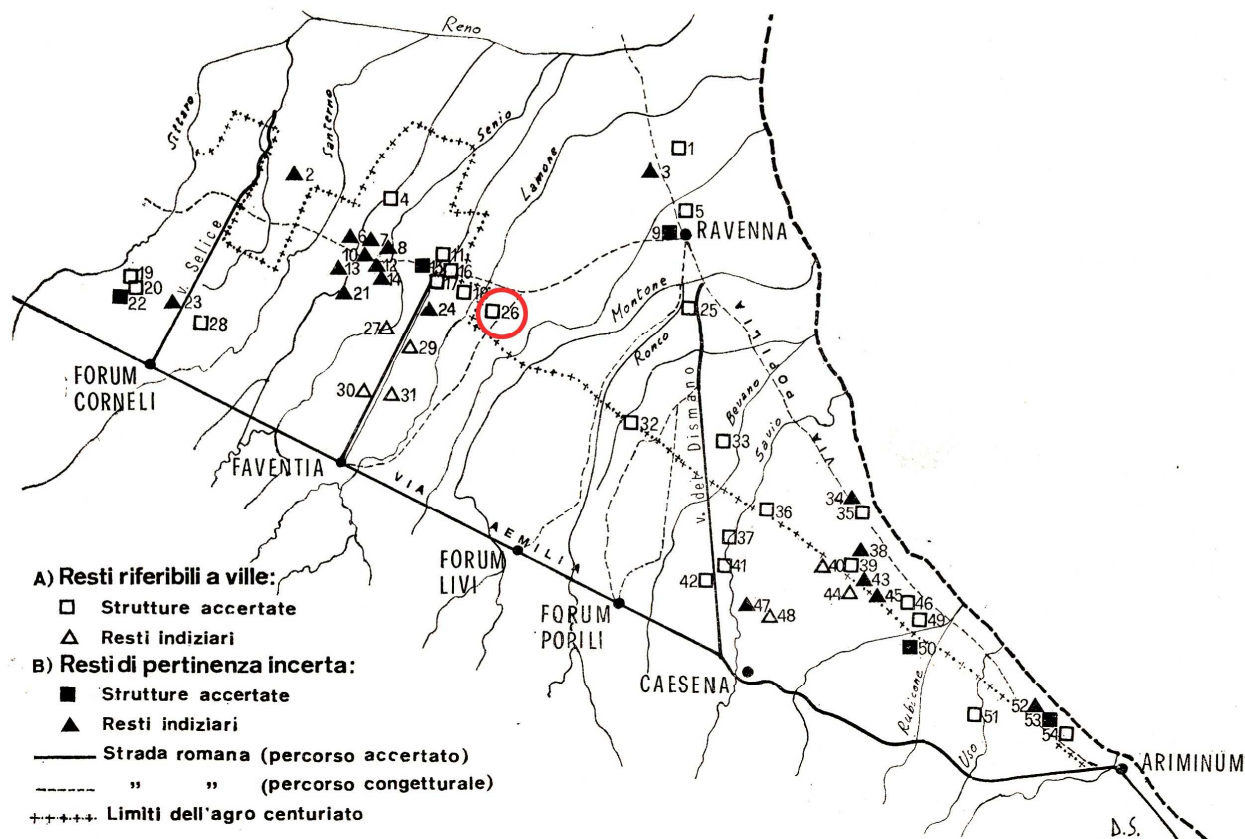 Reno
Sillaro
Santerno
Senio
Lamone
1
2
3
4
5
9
RAVENNA
v. Selice
6
7
8
10
11
12
13
14
15
16
17
19
20
21
22
23
24
26
25
27
28
29
30
31
Montone
Ronco
VIA POPILIA
FORUM
CORNELI
v. del Dismano
Bevano
Savio
32
33
FAVENTIA
VIA AEMILIA
34
35
36
37
38
39
40
41
42
43
44
45
46
47
48
49
50
51
52
53
54
FORUM
LIVI
FORUM
POPILI
CAESENA
Rubicone
Uso
ARIMINUM
D.S.
A) Resti riferibili a ville:
Strutture accertate
Resti indiziari
B) Resti di pertinenza incerta:
Strutture accertate
Resti indiziari
Strada romana (percorso accertato)
" " (percorso congetturale)
Limiti dell'agro centuriato